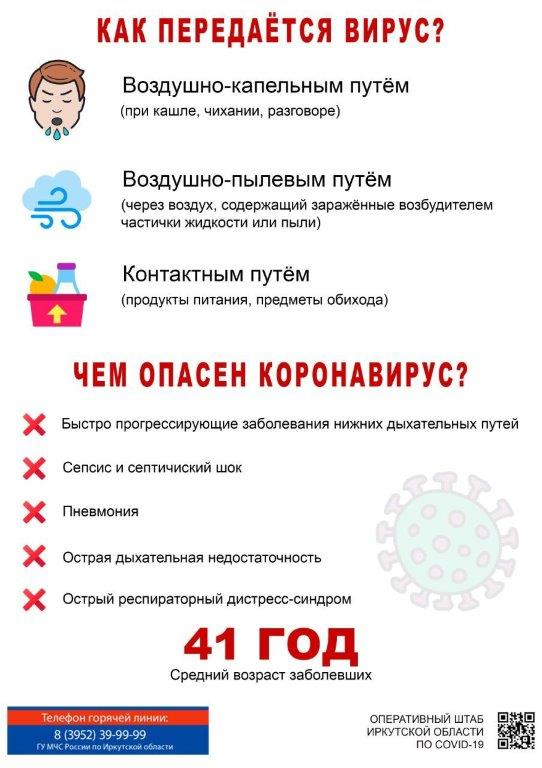 КАК ПЕРЕДАЁТСЯ ВИРУС?
Воздушно-капельным путём
(при кашле, чихании, разговоре)
Воздушно-пылевым путём
(через воздух, содержащий заражённые возбудителем
частички жидкости или пыли)
Контактным путём
(продукты питания, предметы обихода)
ЧЕМ ОПАСЕН КОРОНАВИРУС?
Быстро прогрессирующие заболевания нижних дыхательных путей
Сепсис и септичиский шок
Пневмония
Острая дыхательная недостаточность
Острый респираторный дистресс-синдром
41 ГОД
Средний возраст заболевших
Телефон горячей линии:
8 (3952) 39-99-99
ГУ МЧС России по Иркутской области
ОПЕРАТИВНЫЙ ШТАБ
ИРКУТСКОЙ ОБЛАСТИ
ПО COVID-19